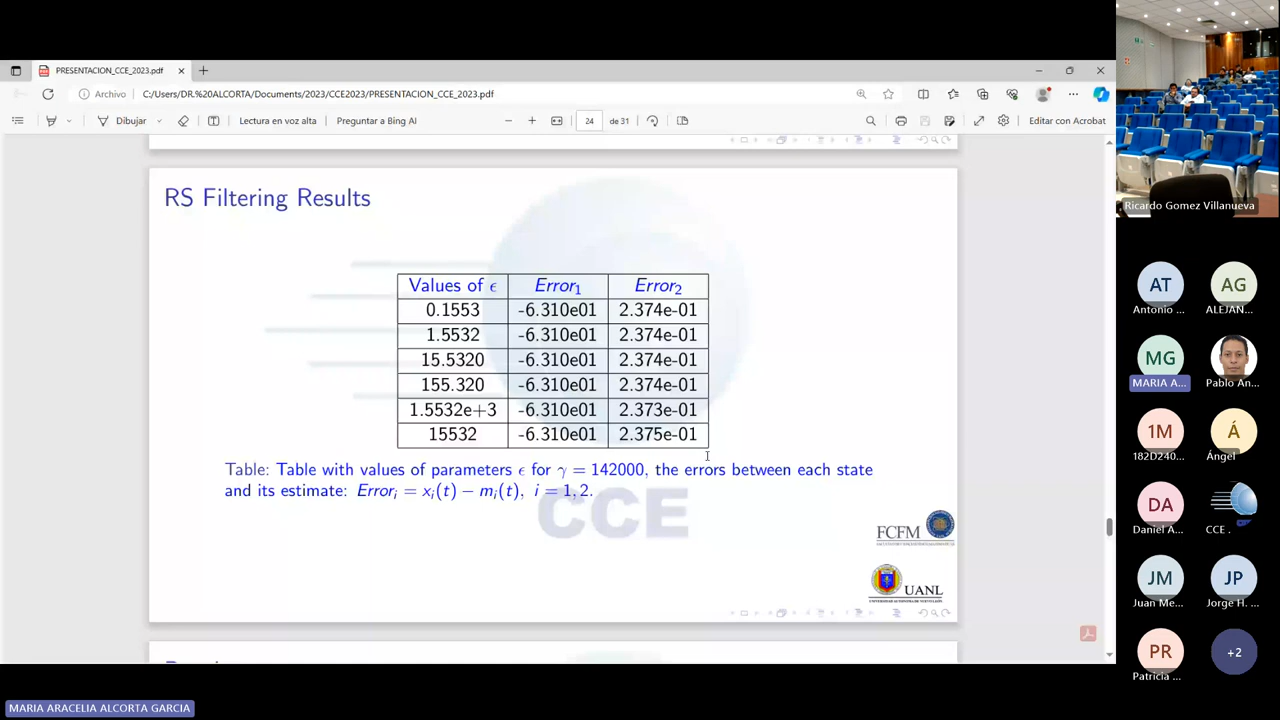 PRESENTACION_CCE_2023.pdf
Archivo
C:/Users/DR.%20ALCORTA/Documents/2023/CCE2023/PRESENTACION_CCE_2023.pdf
Dibujar
Lectura en voz alta
Preguntar a Bing AI
24 de 31
Editar con Acrobat
RS Filtering Results
Values of ϵ Error₁ Error₂
0.1553 -6.310e01 2.374e-01
1.5532 -6.310e01 2.374e-01
15.5320 -6.310e01 2.374e-01
155.320 -6.310e01 2.374e-01
1.5532e+3 -6.310e01 2.373e-01
15532 -6.310e01 2.375e-01
Table: Table with values of parameters ϵ for γ = 142000, the errors between each state
and its estimate: Errorᵢ = xᵢ(t) − mᵢ(t), i = 1, 2.
CCE
FCFM
UANL
Ricardo Gomez Villanueva
AT
Antonio ...
AG
ALEJAN...
MG
MARIA A...
Pablo An...
1M
182D240...
Á
Ángel
DA
Daniel A...
CCE .
JM
Juan Me...
JP
Jorge H. ...
PR
Patricia ...
+2
MARIA ARACELIA ALCORTA GARCIA